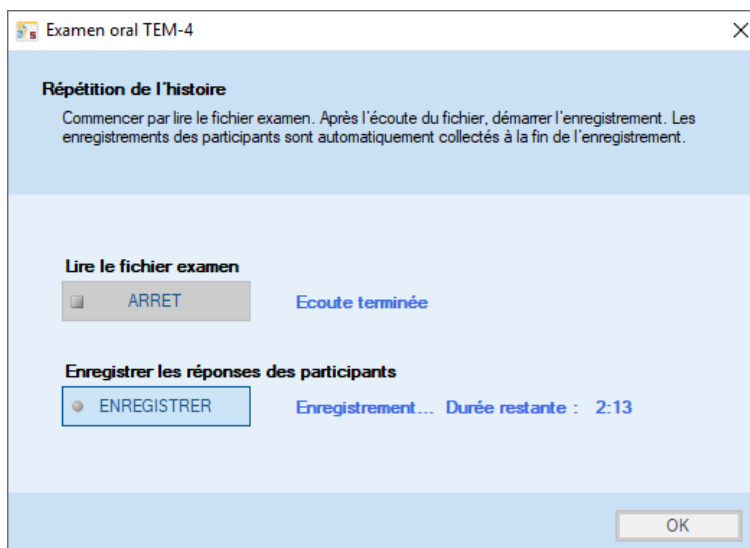 Examen oral TEM-4
Répétition de l'histoire
Commencer par lire le fichier examen. Après l'écoute du fichier, démarrer l'enregistrement. Les
enregistrements des participants sont automatiquement collectés à la fin de l'enregistrement.
Lire le fichier examen
ARRET Ecoute terminée
Enregistrer les réponses des participants
ENREGISTRER Enregistrement... Durée restante : 2:13
OK